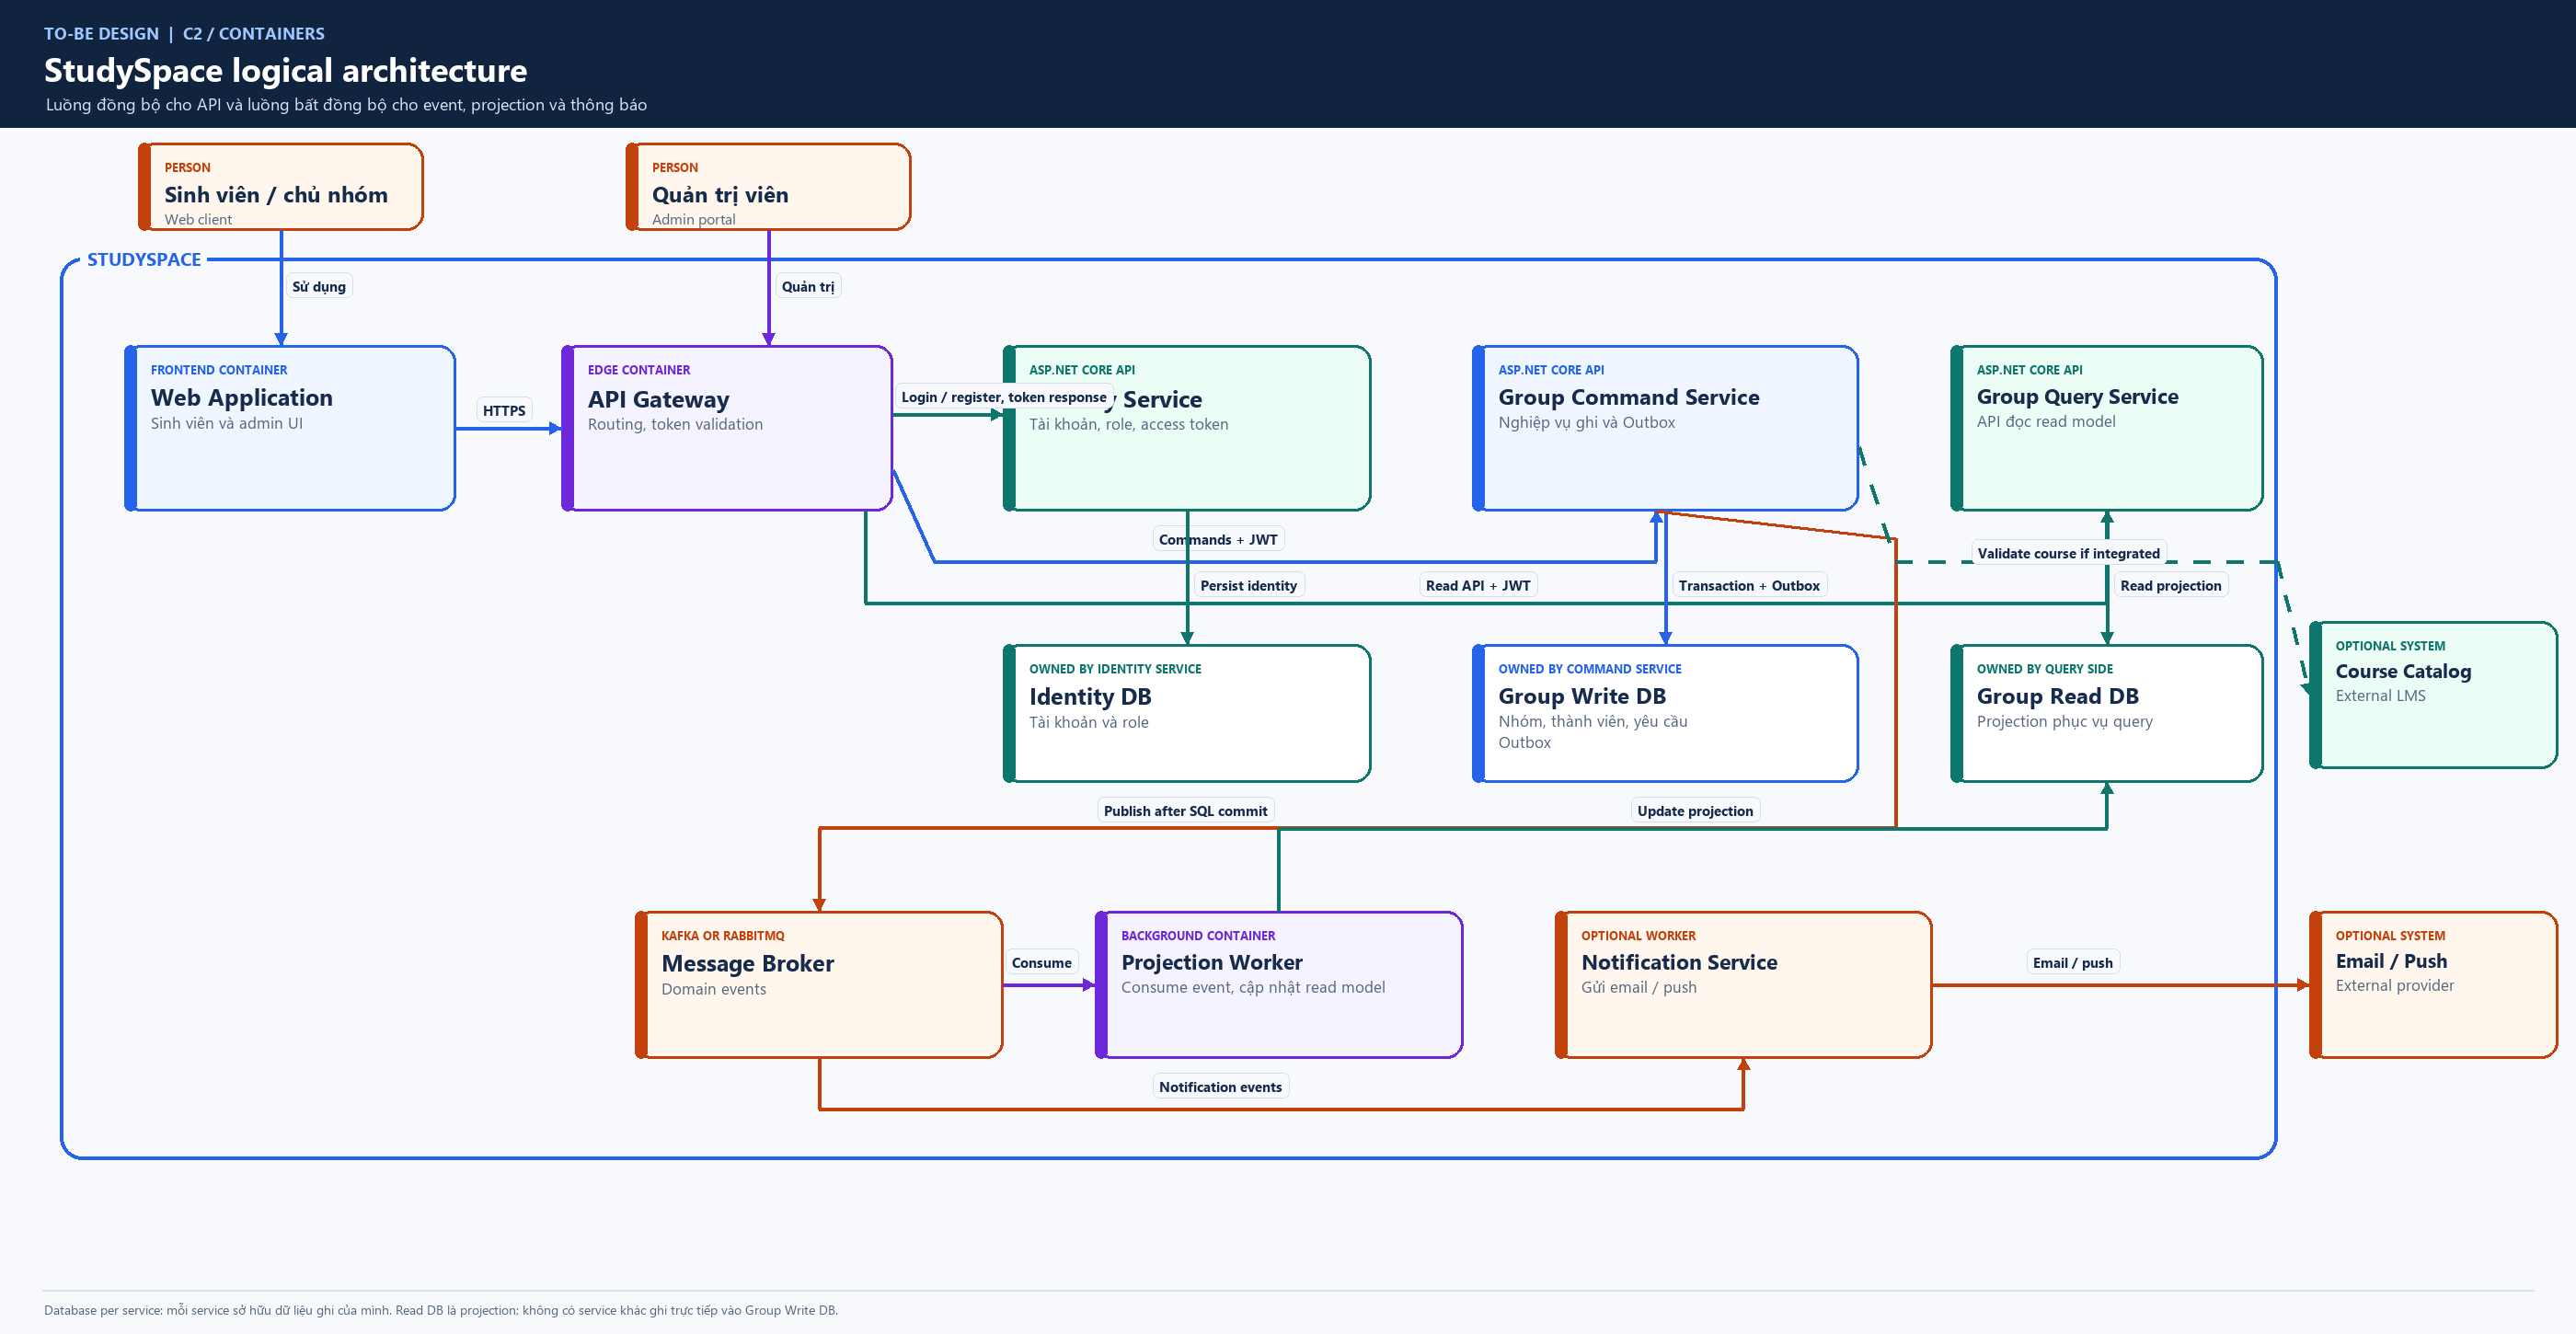 TO-BE DESIGN | C2 / CONTAINERS
StudySpace logical architecture
Luồng đồng bộ cho API và luồng bất đồng bộ cho event, projection và thông báo
PERSON
Sinh viên / chủ nhóm
Web client
PERSON
Quản trị viên
Admin portal
STUDYSPACE
Sử dụng
Quản trị
FRONTEND CONTAINER
Web Application
Sinh viên và admin UI
HTTPS
EDGE CONTAINER
API Gateway
Routing, token validation
Login / register, token response
ASP.NET CORE API
y Service
Tài khoản, role, access token
ASP.NET CORE API
Group Command Service
Nghiệp vụ ghi và Outbox
ASP.NET CORE API
Group Query Service
API đọc read model
Commands + JWT
Validate course if integrated
Persist identity
Read API + JWT
Transaction + Outbox
Read projection
OWNED BY IDENTITY SERVICE
Identity DB
Tài khoản và role
OWNED BY COMMAND SERVICE
Group Write DB
Nhóm, thành viên, yêu cầu
Outbox
OWNED BY QUERY SIDE
Group Read DB
Projection phục vụ query
OPTIONAL SYSTEM
Course Catalog
External LMS
Publish after SQL commit
Update projection
KAFKA OR RABBITMQ
Message Broker
Domain events
Consume
BACKGROUND CONTAINER
Projection Worker
Consume event, cập nhật read model
OPTIONAL WORKER
Notification Service
Gửi email / push
Email / push
OPTIONAL SYSTEM
Email / Push
External provider
Notification events
Database per service: mỗi service sở hữu dữ liệu ghi của mình. Read DB là projection; không có service khác ghi trực tiếp vào Group Write DB.